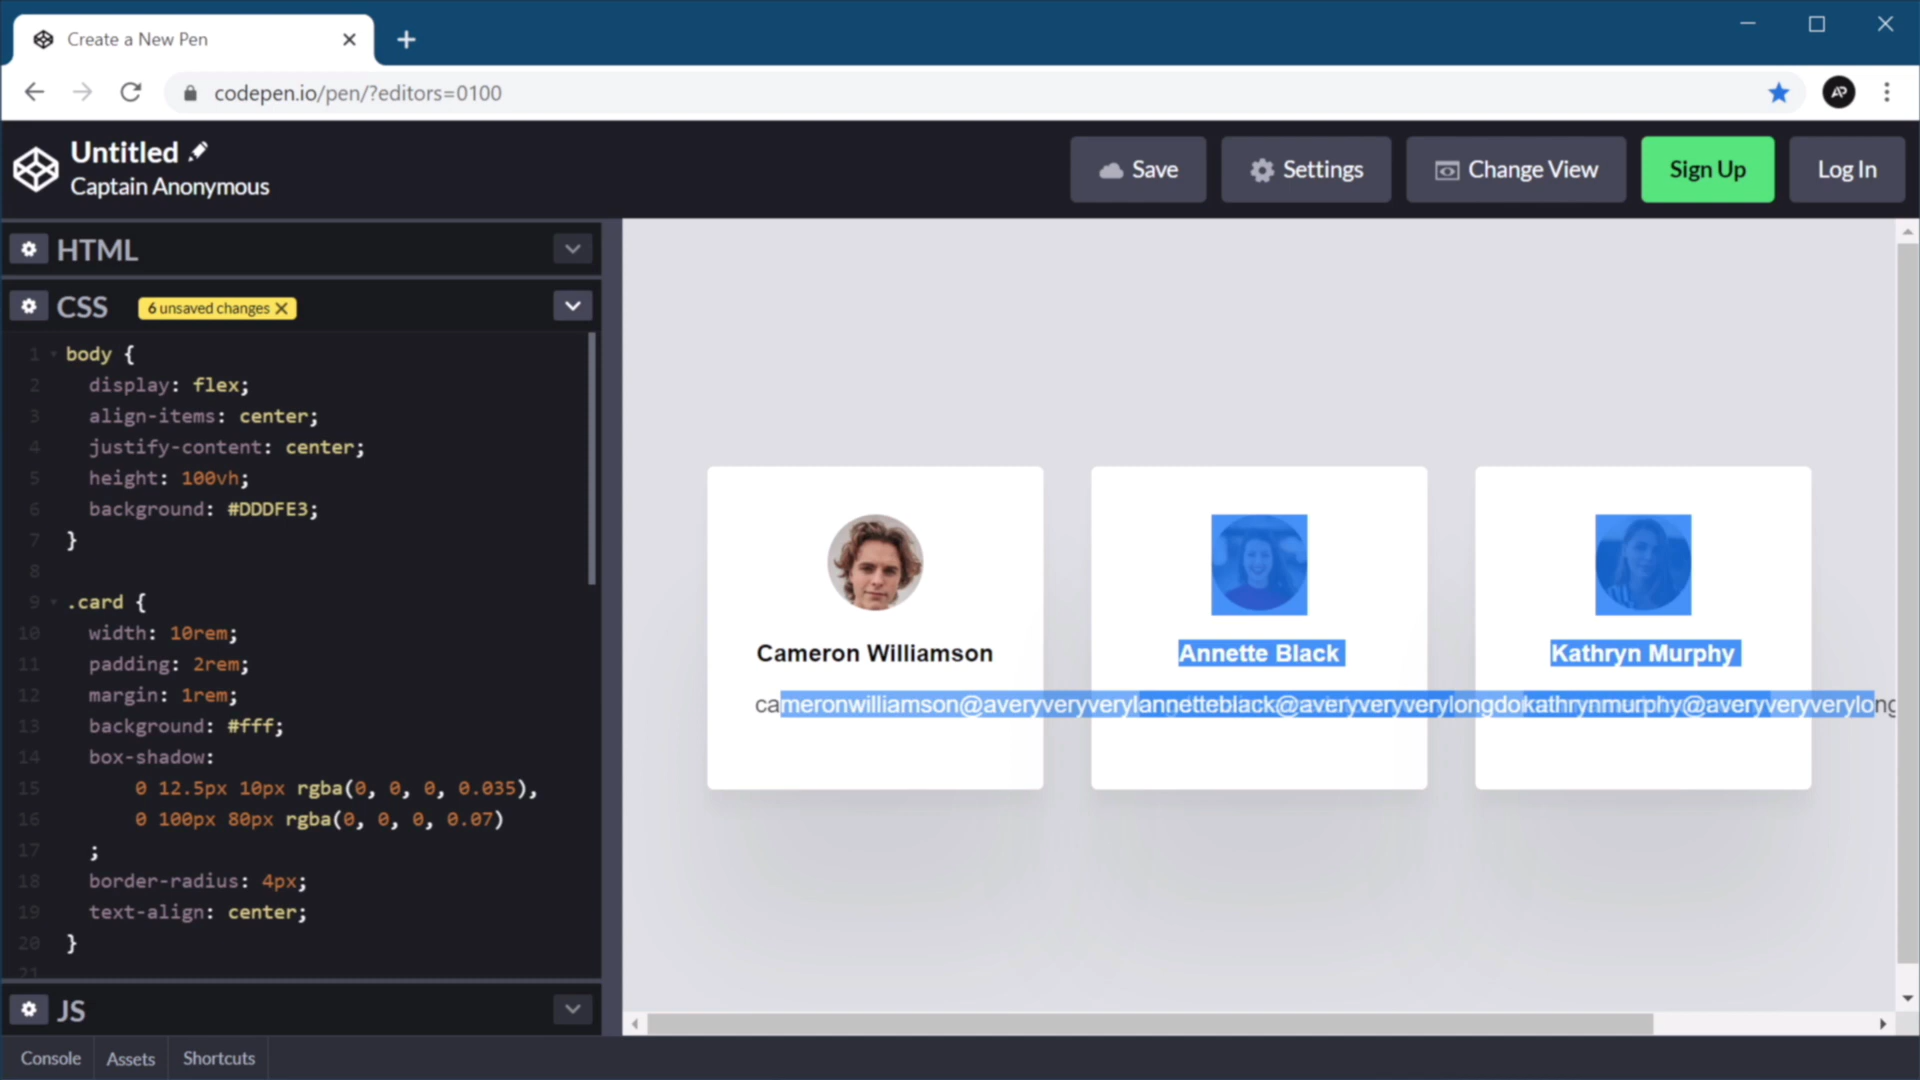 Create a New Pen
codepen.io/pen/?editors=0100
AP
Untitled
Captain Anonymous
Save
Settings
Change View
Sign Up
Log In
HTML
CSS
6 unsaved changes
1 body {
2 display: flex;
3 align-items: center;
4 justify-content: center;
5 height: 100vh;
6 background: #DDDFE3;
7 }
8
9 .card {
10 width: 10rem;
11 padding: 2rem;
12 margin: 1rem;
13 background: #fff;
14 box-shadow:
15 0 12.5px 10px rgba(0, 0, 0, 0.035),
16 0 100px 80px rgba(0, 0, 0, 0.07)
17 ;
18 border-radius: 4px;
19 text-align: center;
20 }
21
JS
Console
Assets
Shortcuts
Cameron Williamson
Annette Black
Kathryn Murphy
cameronwilliamson@averyveryverylannetteblack@averyveryverylongdokathrynmurphy@averyveryverylong